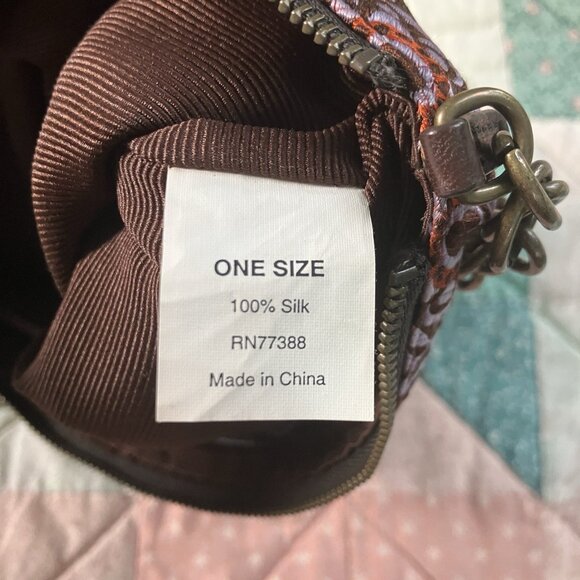 ONE SIZE
100% Silk
RN77388
Made in China